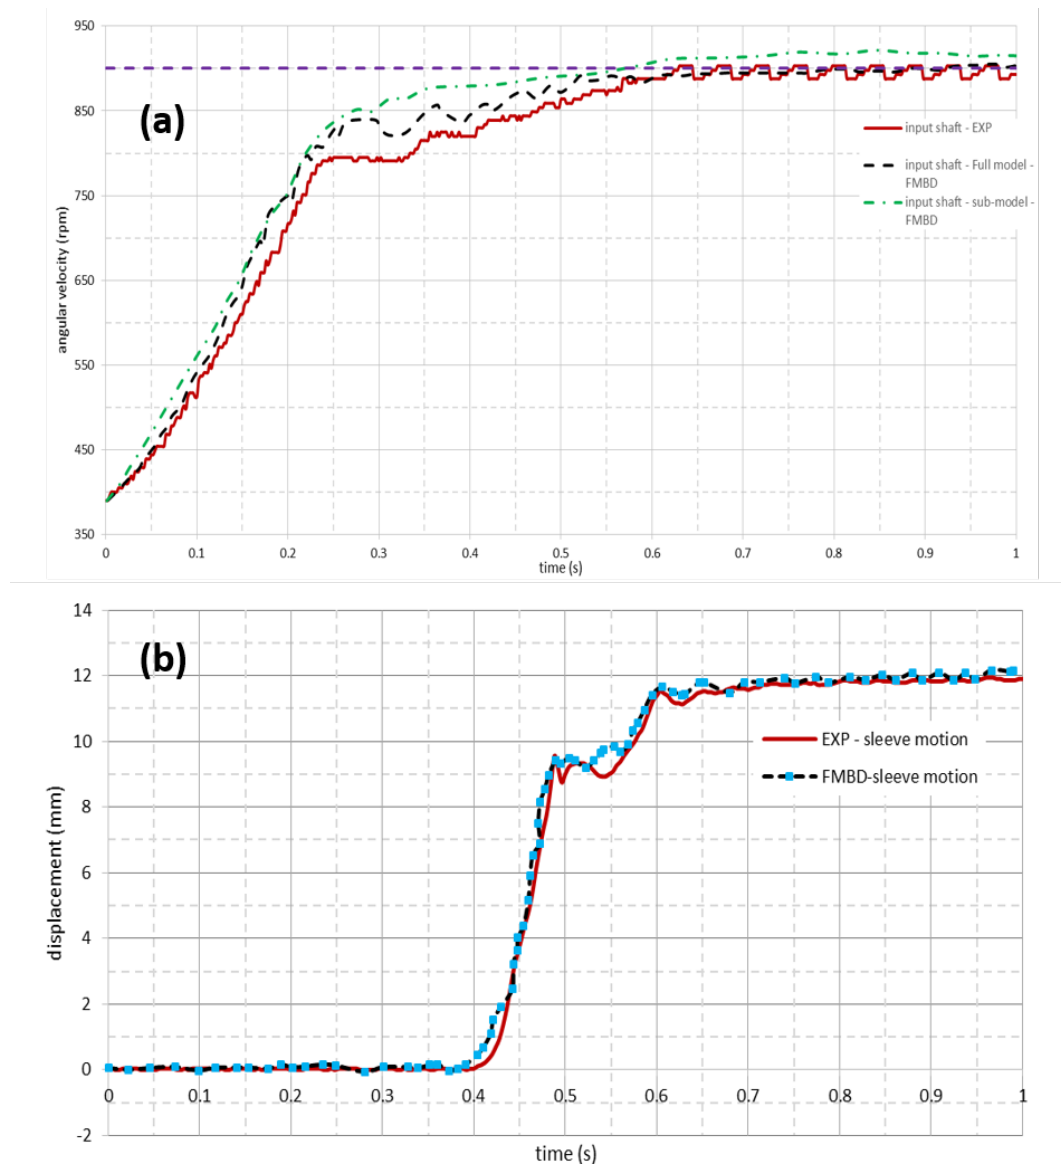 (a)
950
850
750
650
550
450
350
angular velocity (rpm)
input shaft - EXP
input shaft - Full model -
FMBD
input shaft - sub-model -
FMBD
0 0.1 0.2 0.3 0.4 0.5 0.6 0.7 0.8 0.9 1
time (s)
(b)
14
12
10
8
6
4
2
0
-2
displacement (mm)
EXP - sleeve motion
FMBD-sleeve motion
0 0.1 0.2 0.3 0.4 0.5 0.6 0.7 0.8 0.9 1
time (s)